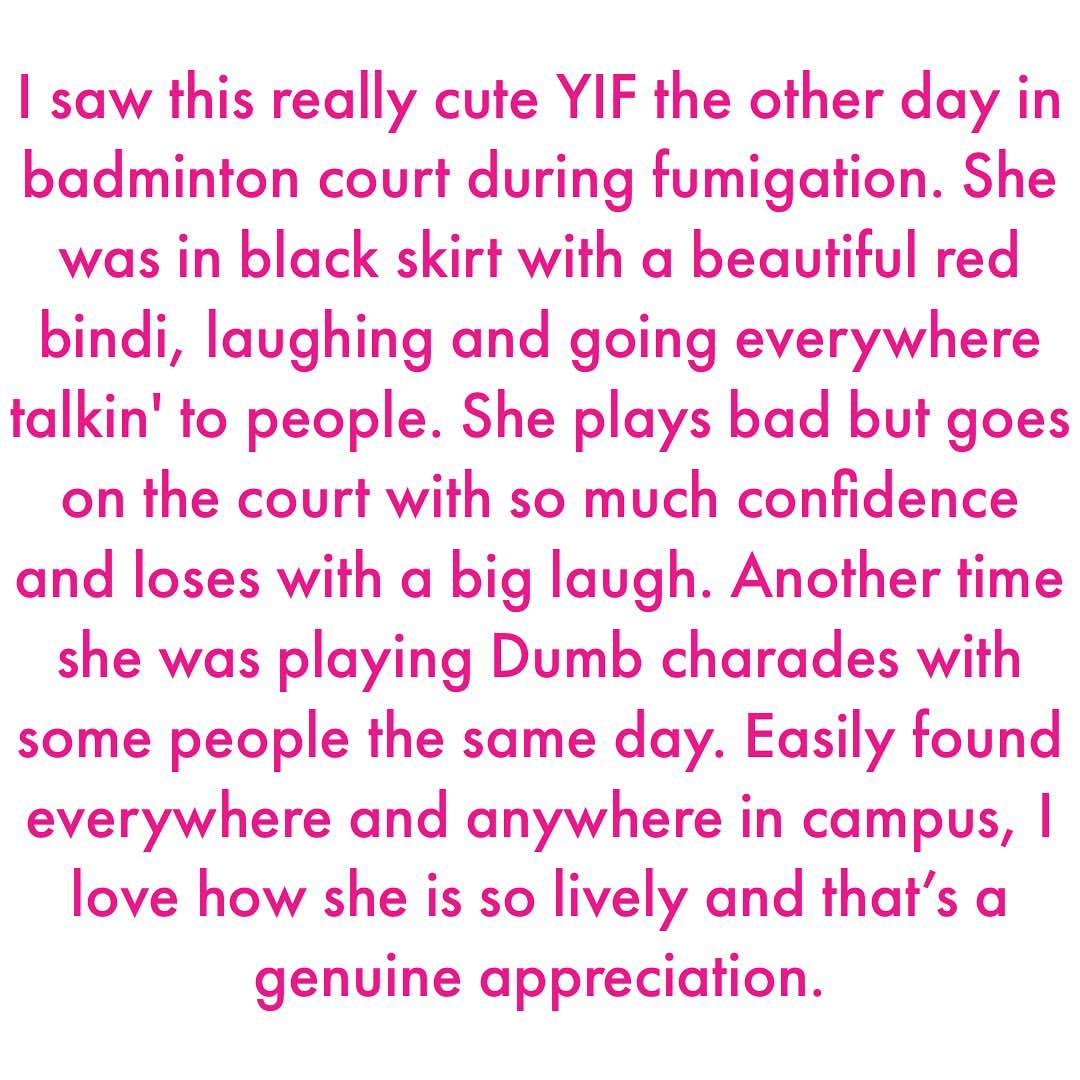 I saw this really cute YIF the other day in
badminton court during fumigation. She
was in black skirt with a beautiful red
bindi, laughing and going everywhere
talkin' to people. She plays bad but goes
on the court with so much confidence
and loses with a big laugh. Another time
she was playing Dumb charades with
some people the same day. Easily found
everywhere and anywhere in campus, I
love how she is so lively and that’s a
genuine appreciation.